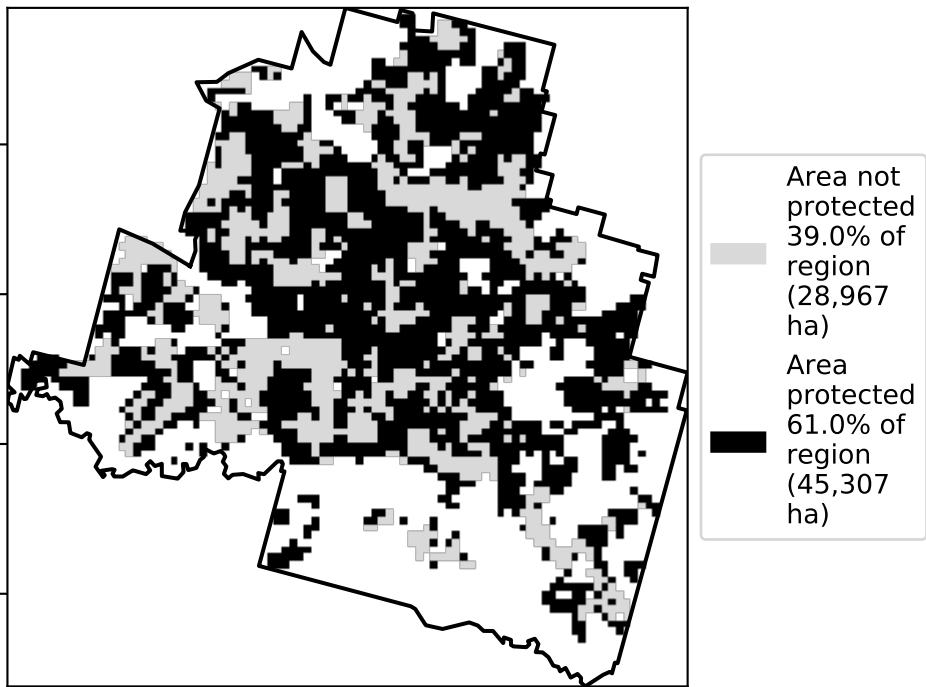 Area not
protected
39.0% of
region
(28,967
ha)
Area
protected
61.0% of
region
(45,307
ha)